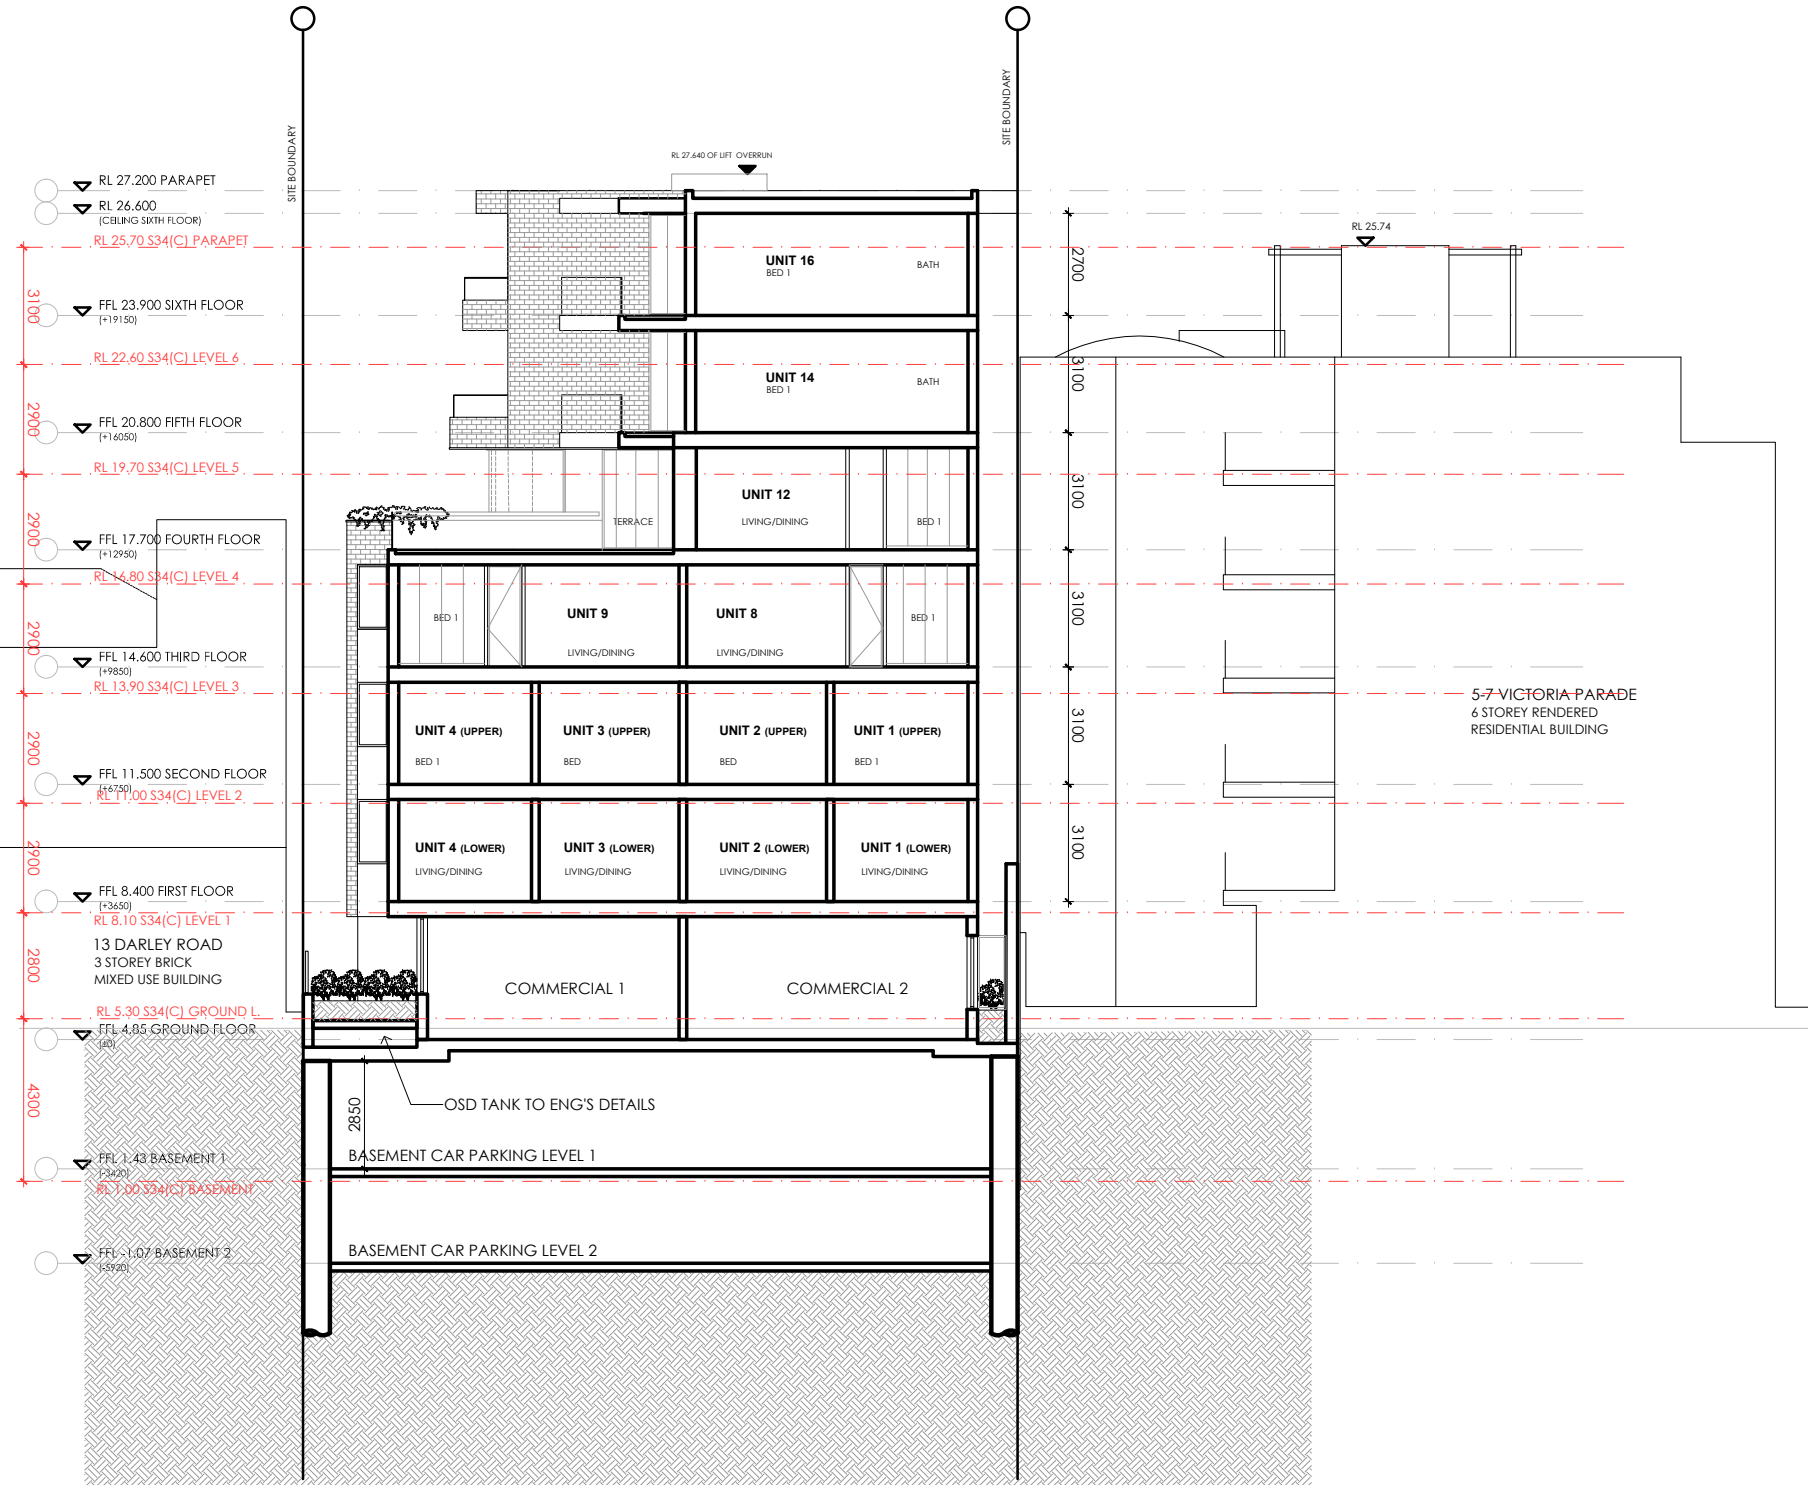 SITE BOUNDARY
SITE BOUNDARY
RL 27.640 OF LIFT OVERRUN
RL 27.200 PARAPET
RL 26.600
(CEILING SIXTH FLOOR)
RL 25.70 S34(C) PARAPET
RL 25.74
UNIT 16
BED 1
BATH
2700
3100
FFL 23.900 SIXTH FLOOR
(+19150)
RL 22.60 S34(C) LEVEL 6
3100
UNIT 14
BED 1
BATH
2900
FFL 20.800 FIFTH FLOOR
(+16050)
RL 19.70 S34(C) LEVEL 5
3100
UNIT 12
TERRACE
LIVING/DINING
BED 1
2900
FFL 17.700 FOURTH FLOOR
(+12950)
RL 16.80 S34(C) LEVEL 4
3100
UNIT 9
UNIT 8
BED 1
BED 1
LIVING/DINING
LIVING/DINING
2900
FFL 14.600 THIRD FLOOR
(+9850)
RL 13.90 S34(C) LEVEL 3
5-7 VICTORIA PARADE
6 STOREY RENDERED
RESIDENTIAL BUILDING
3100
UNIT 4 (UPPER)
UNIT 3 (UPPER)
UNIT 2 (UPPER)
UNIT 1 (UPPER)
BED 1
BED
BED
BED 1
2900
FFL 11.500 SECOND FLOOR
(+6750)
RL 11.00 S34(C) LEVEL 2
3100
UNIT 4 (LOWER)
UNIT 3 (LOWER)
UNIT 2 (LOWER)
UNIT 1 (LOWER)
LIVING/DINING
LIVING/DINING
LIVING/DINING
LIVING/DINING
2900
FFL 8.400 FIRST FLOOR
(+3650)
RL 8.10 S34(C) LEVEL 1
13 DARLEY ROAD
3 STOREY BRICK
MIXED USE BUILDING
2800
COMMERCIAL 1
COMMERCIAL 2
RL 5.30 S34(C) GROUND L.
FFL 4.85 GROUND FLOOR
(±0)
4300
2850
OSD TANK TO ENG'S DETAILS
BASEMENT CAR PARKING LEVEL 1
FFL 1.43 BASEMENT 1
(-3420)
RL 1.00 S34(C) BASEMENT
BASEMENT CAR PARKING LEVEL 2
FFL -1.07 BASEMENT 2
(-5920)